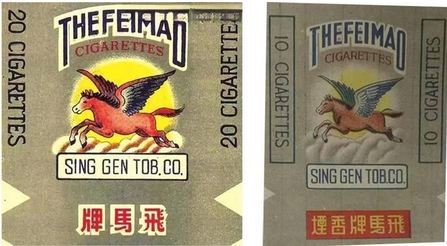 20 CIGARETTES
THEFEIMAO
CIGARETTES
SING GEN TOB.CO.
飛馬牌
20 CIGARETTES
10 CIGARETTES
THEFEIMAO
CIGARETTES
SING GEN TOB.CO.
飛馬牌香煙
10 CIGARETTES